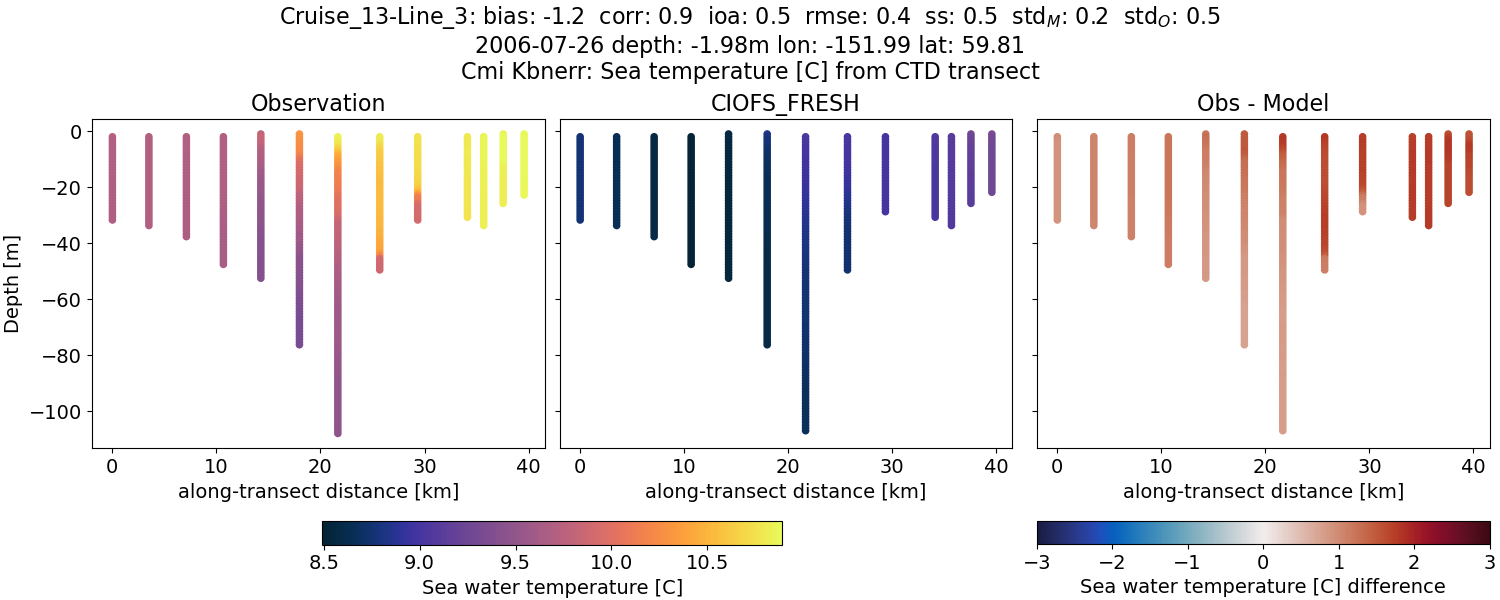 Cruise_13-Line_3: bias: -1.2  corr: 0.9  ioa: 0.5  rmse: 0.4  ss: 0.5  std_M: 0.2  std_O: 0.5
2006-07-26 depth: -1.98m lon: -151.99 lat: 59.81
Cmi Kbnerr: Sea temperature [C] from CTD transect
Observation
CIOFS_FRESH
Obs - Model
Depth [m]
0
−20
−40
−60
−80
−100
0 10 20 30 40
0 10 20 30 40
0 10 20 30 40
along-transect distance [km]
along-transect distance [km]
along-transect distance [km]
8.5 9.0 9.5 10.0 10.5
Sea water temperature [C]
−3 −2 −1 0 1 2 3
Sea water temperature [C] difference